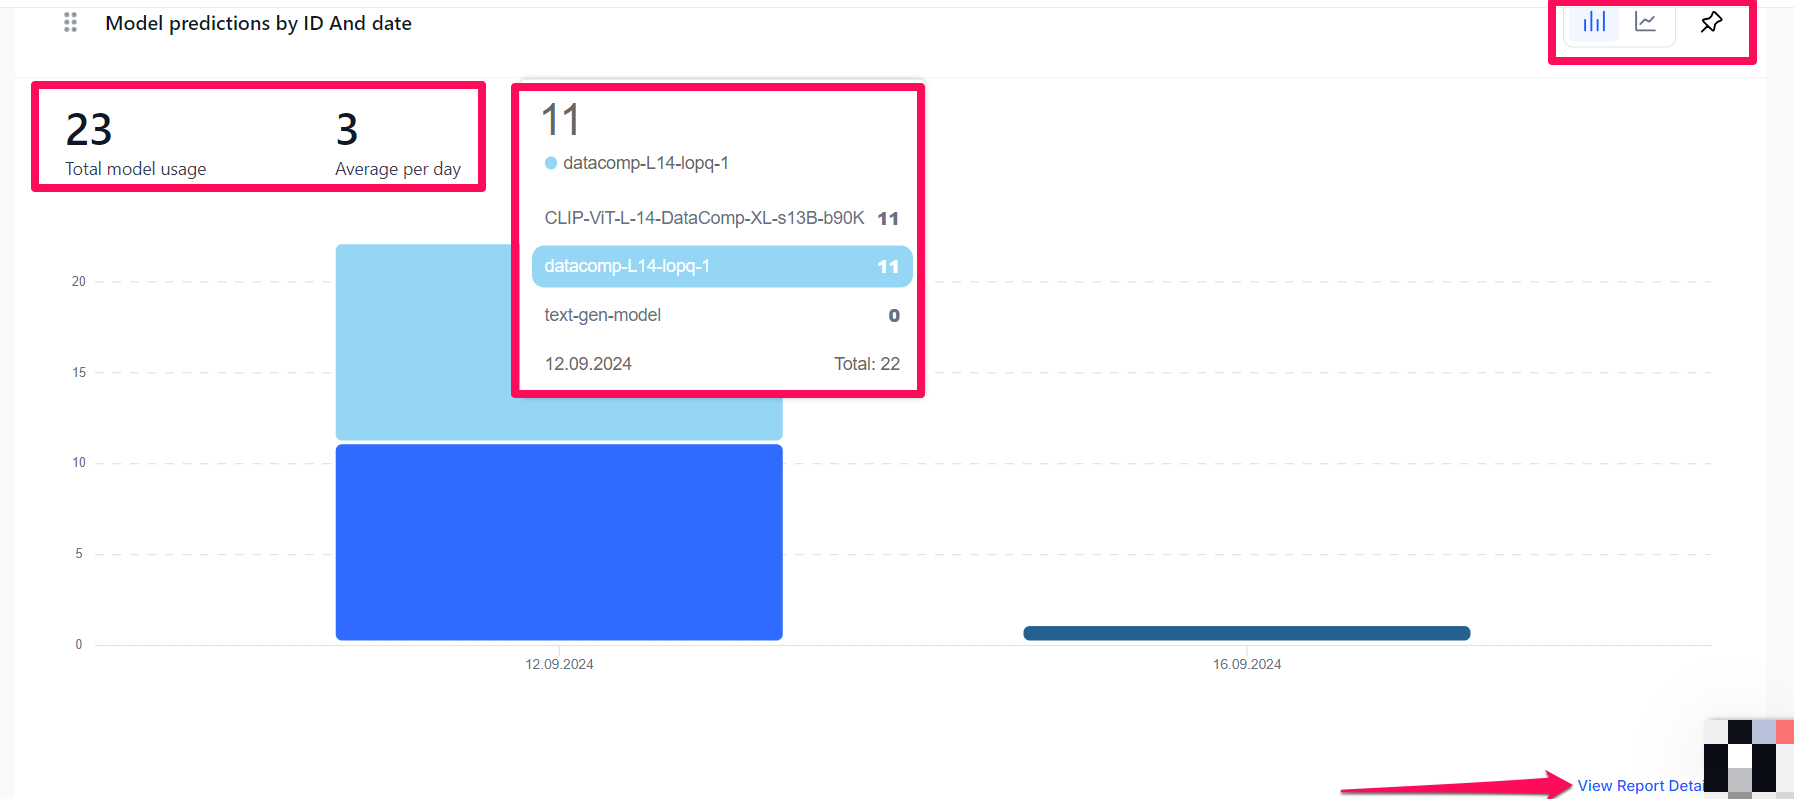 Model predictions by ID And date
23
Total model usage
3
Average per day
11
datacomp-L14-lopq-1
CLIP-ViT-L-14-DataComp-XL-s13B-b90K 11
datacomp-L14-lopq-1 11
text-gen-model 0
12.09.2024 Total: 22
20
15
10
5
0
12.09.2024
16.09.2024
View Report